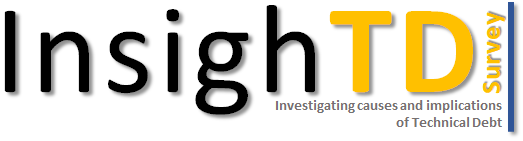 InsighTD
Survey
Investigating causes and implications
of Technical Debt